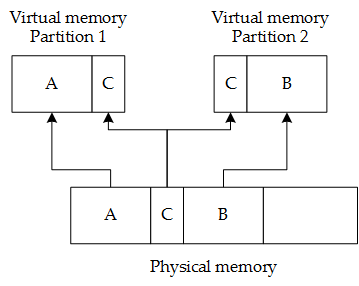 Virtual memory
Partition 1
Virtual memory
Partition 2
A C
C B
A C B
Physical memory